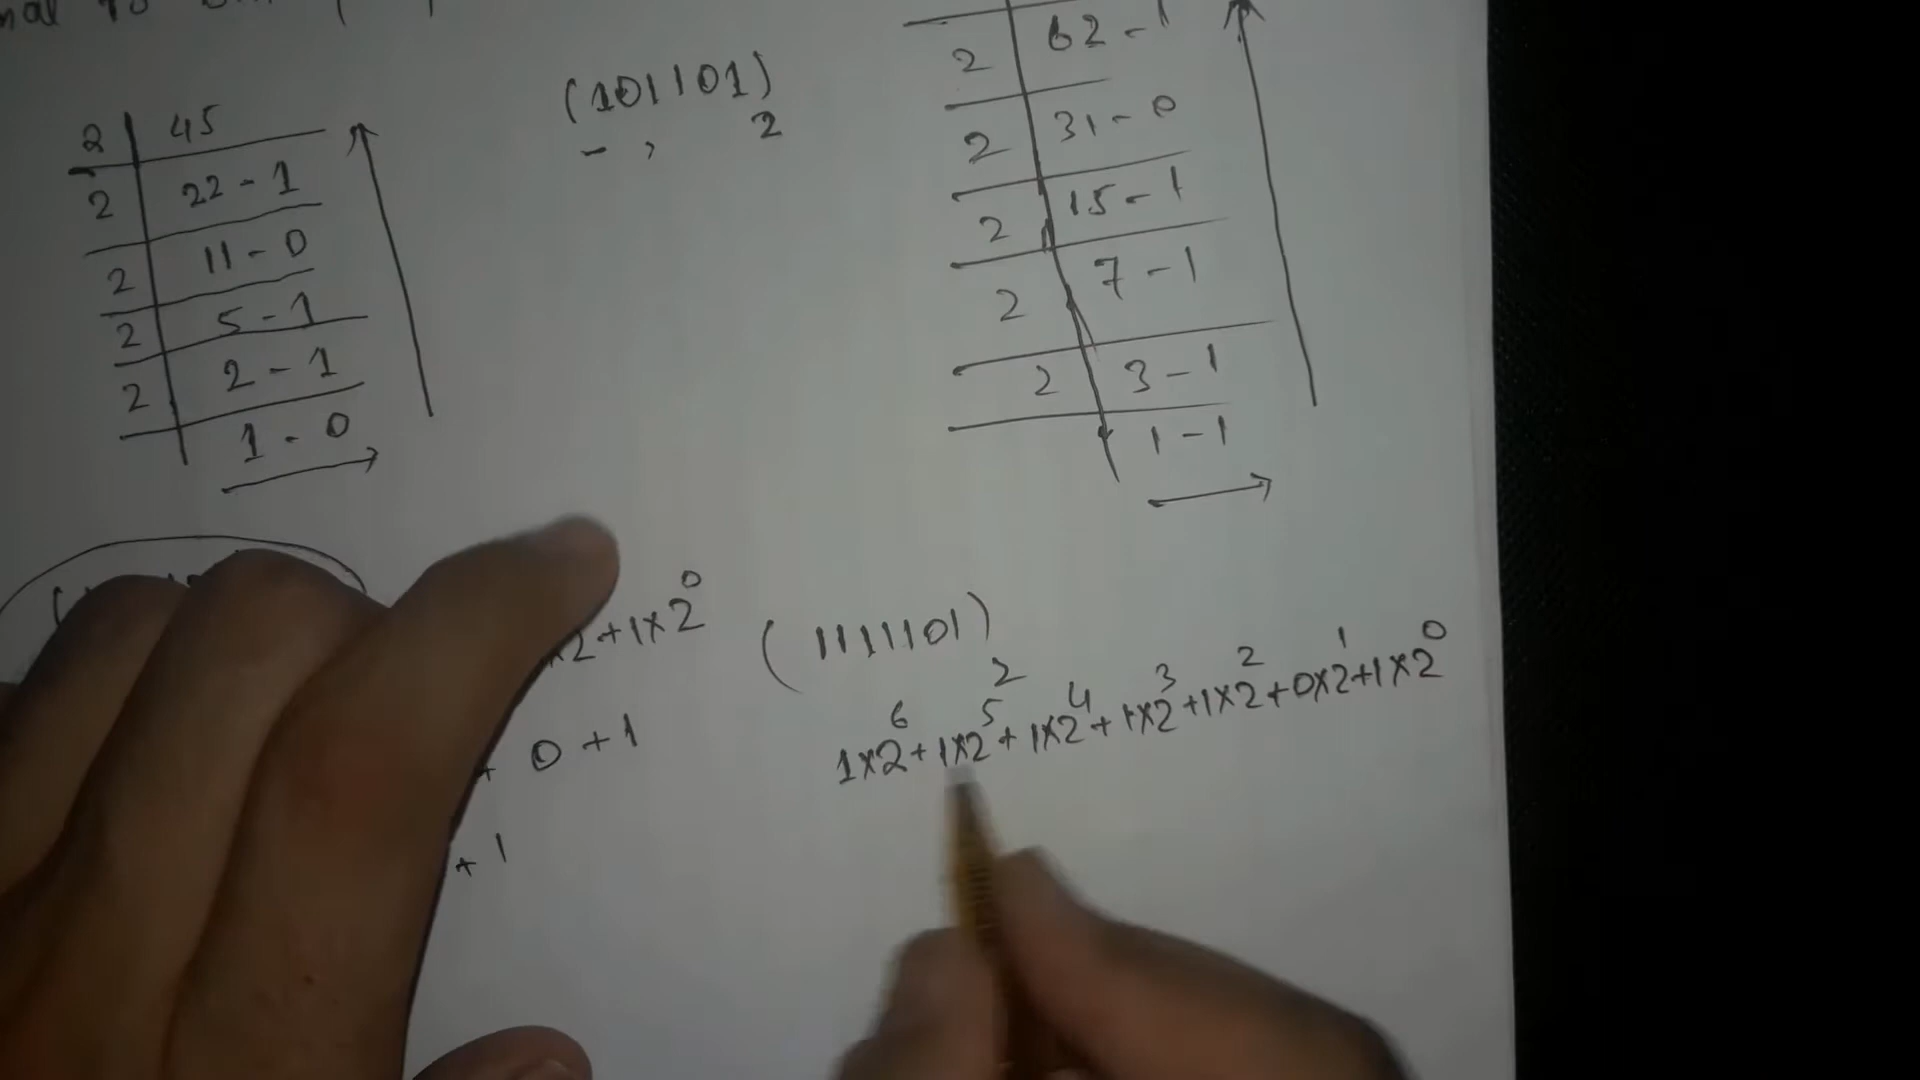 to
2 45
2 22 - 1
2 11 - 0
2 5 - 1
2 2 - 1
1 - 0
(101101)
2
2 62 - 1
2 31 - 0
2 15 - 1
2 7 - 1
2 3 - 1
1 - 1
×2+1×2⁰
+ 0 + 1
+ 1
(1111101)
2
1×2⁶+1×2⁵+1×2⁴+1×2³+1×2²+0×2¹+1×2⁰